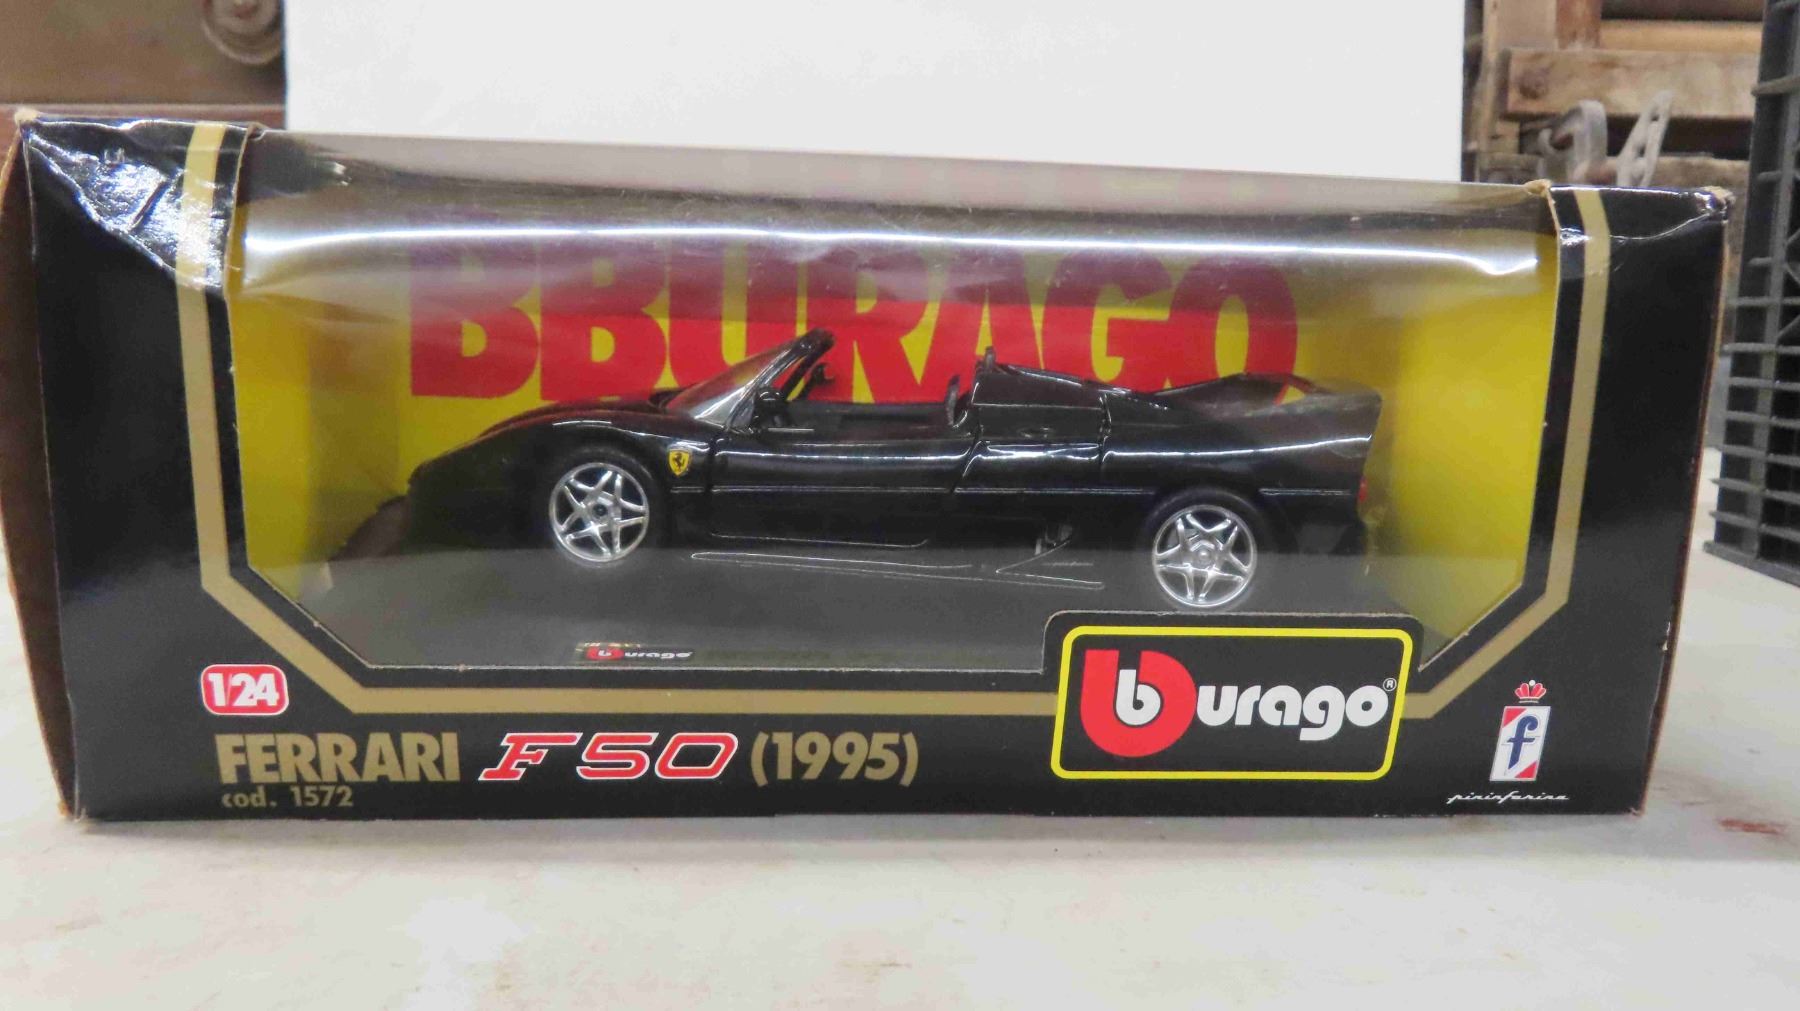 BBURAGO
burago
1/24
FERRARI F50 (1995)
cod. 1572
burago®
f
pininfarina